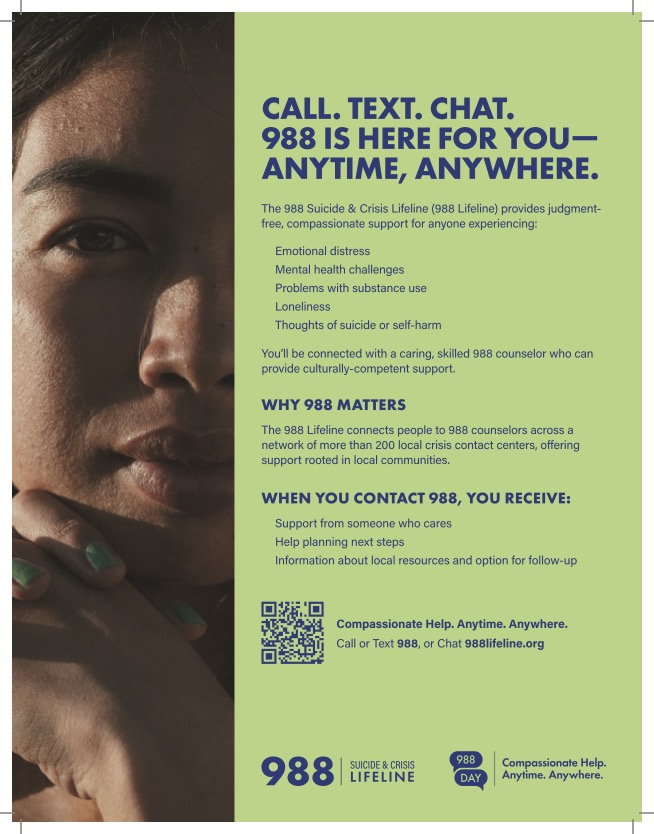 CALL. TEXT. CHAT.
988 IS HERE FOR YOU—
ANYTIME, ANYWHERE.
The 988 Suicide & Crisis Lifeline (988 Lifeline) provides judgment-
free, compassionate support for anyone experiencing:
Emotional distress
Mental health challenges
Problems with substance use
Loneliness
Thoughts of suicide or self-harm
You’ll be connected with a caring, skilled 988 counselor who can
provide culturally-competent support.
WHY 988 MATTERS
The 988 Lifeline connects people to 988 counselors across a
network of more than 200 local crisis contact centers, offering
support rooted in local communities.
WHEN YOU CONTACT 988, YOU RECEIVE:
Support from someone who cares
Help planning next steps
Information about local resources and option for follow-up
Compassionate Help. Anytime. Anywhere.
Call or Text 988, or Chat 988lifeline.org
988
SUICIDE & CRISIS
LIFELINE
988
DAY
Compassionate Help.
Anytime. Anywhere.